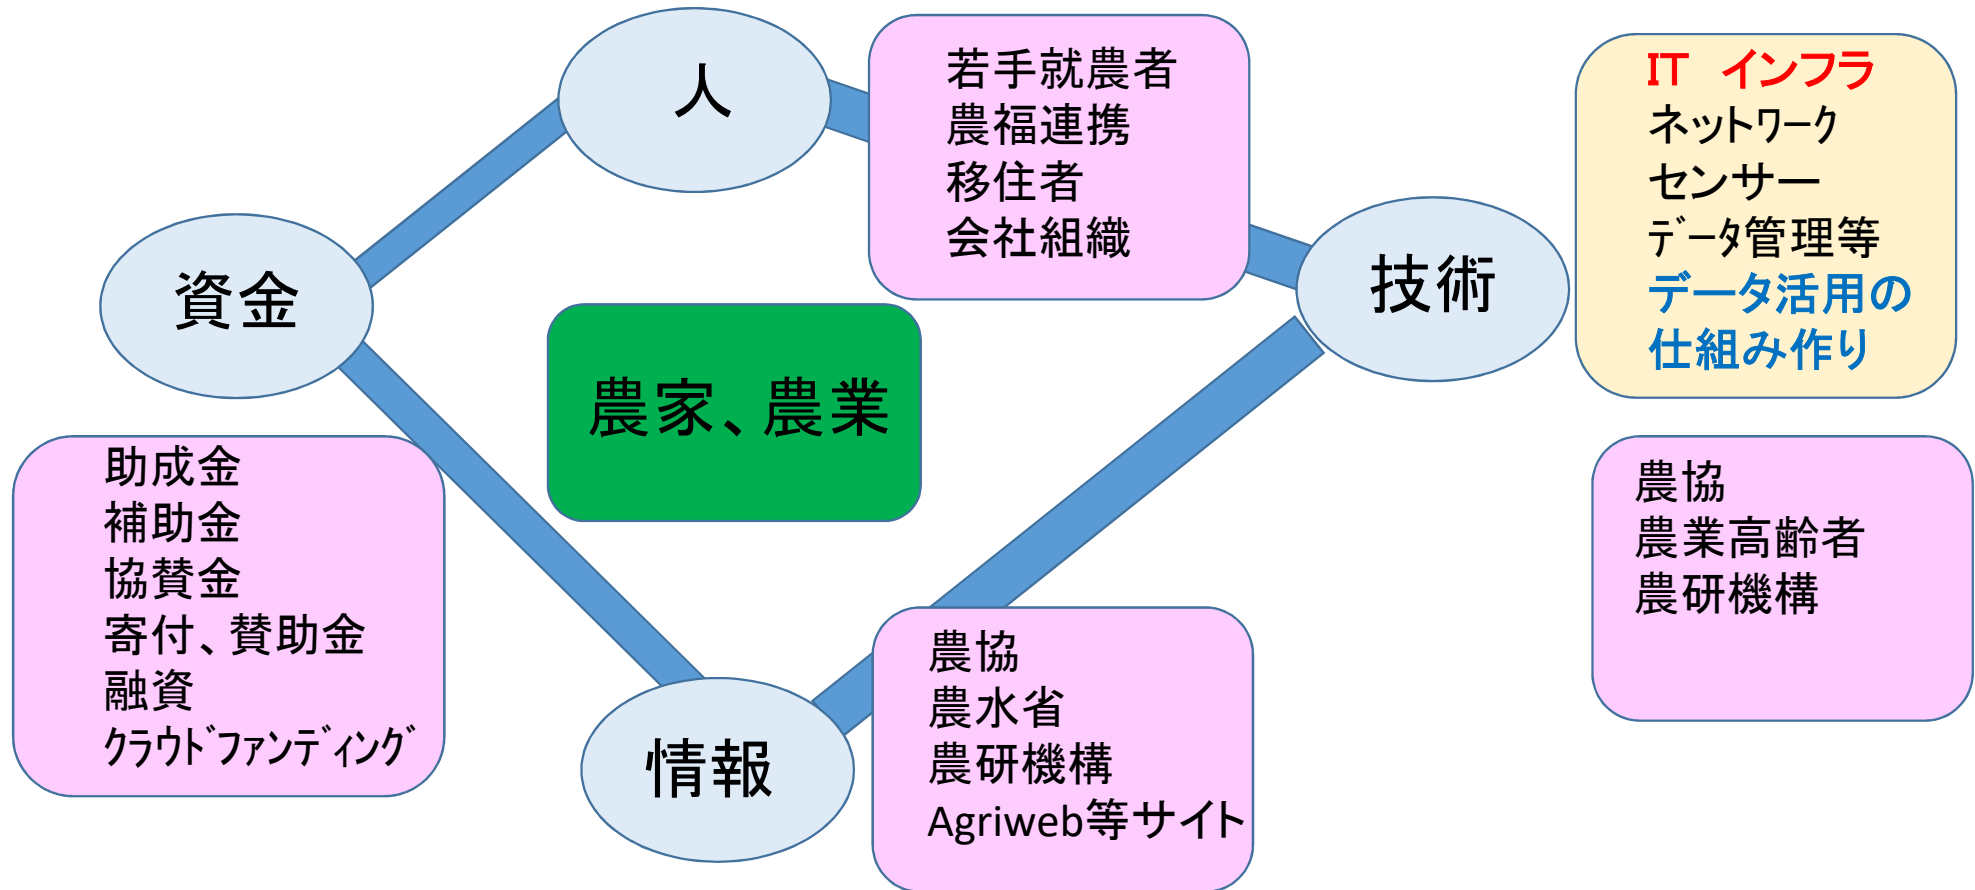 人
若手就農者
農福連携
移住者
会社組織
IT　インフラ
ネットワーク
センサー
データ管理等
データ活用の
仕組み作り
資金
技術
農家、農業
助成金
補助金
協賛金
寄付、賛助金
融資
クラウドファンディング
農協
農業高齢者
農研機構
情報
農協
農水省
農研機構
Agriweb等サイト